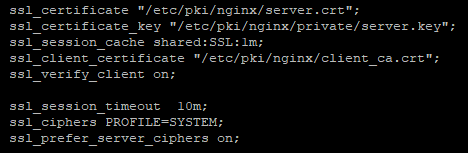 ssl_certificate "/etc/pki/nginx/server.crt";
ssl_certificate_key "/etc/pki/nginx/private/server.key";
ssl_session_cache shared:SSL:1m;
ssl_client_certificate "/etc/pki/nginx/client_ca.crt";
ssl_verify_client on;

ssl_session_timeout  10m;
ssl_ciphers PROFILE=SYSTEM;
ssl_prefer_server_ciphers on;